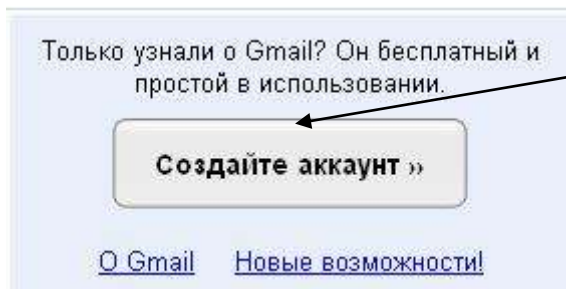 Только узнали о Gmail? Он бесплатный и
простой в использовании.
Создайте аккаунт »
О Gmail Новые возможности!